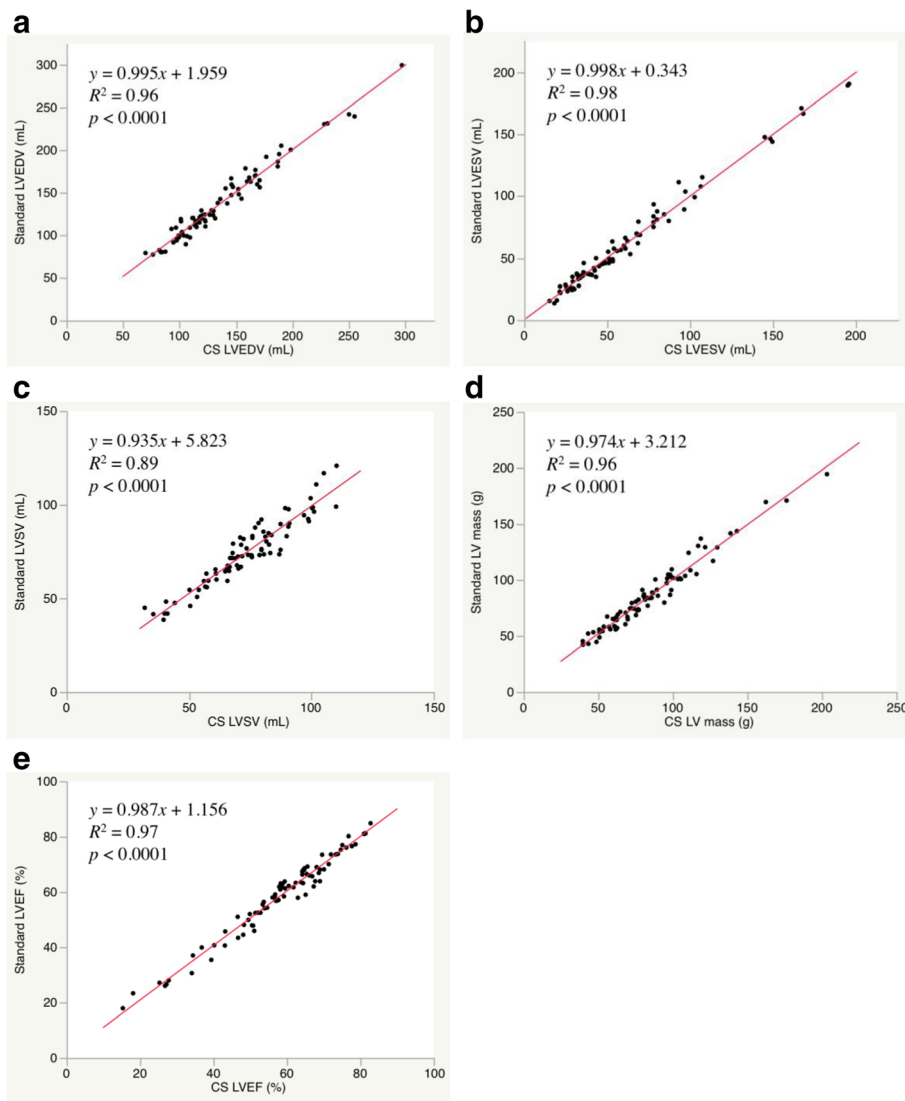 a
y = 0.995x + 1.959
R² = 0.96
p < 0.0001
Standard LVEDV (mL)
300
250
200
150
100
50
0
0 50 100 150 200 250 300
CS LVEDV (mL)
b
y = 0.998x + 0.343
R² = 0.98
p < 0.0001
Standard LVESV (mL)
200
150
100
50
0
0 50 100 150 200
CS LVESV (mL)
c
y = 0.935x + 5.823
R² = 0.89
p < 0.0001
Standard LVSV (mL)
150
100
50
0
0 50 100 150
CS LVSV (mL)
d
y = 0.974x + 3.212
R² = 0.96
p < 0.0001
Standard LV mass (g)
250
200
150
100
50
0
0 50 100 150 200 250
CS LV mass (g)
e
y = 0.987x + 1.156
R² = 0.97
p < 0.0001
Standard LVEF (%)
100
80
60
40
20
0
0 20 40 60 80 100
CS LVEF (%)